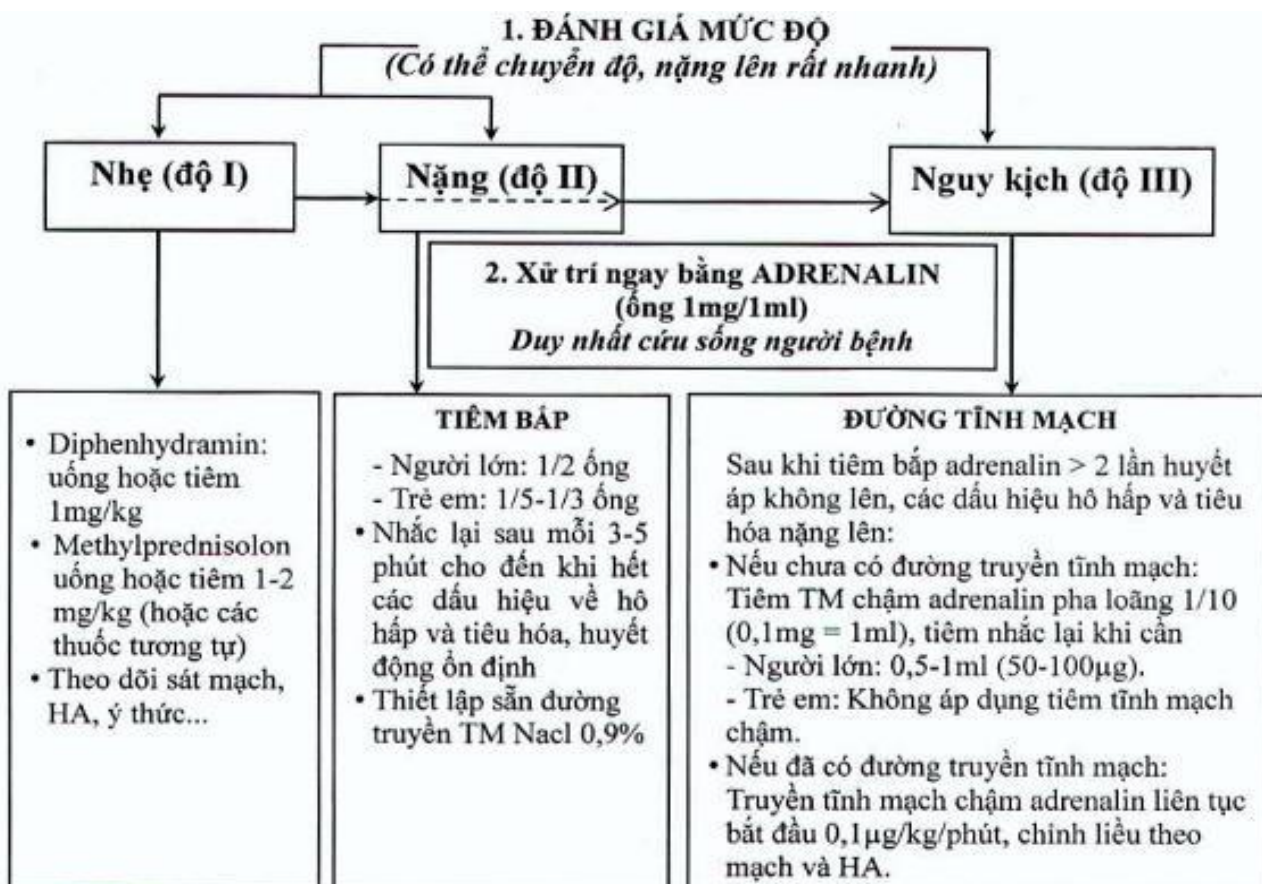 1. ĐÁNH GIÁ MỨC ĐỘ
(Có thể chuyển độ, nặng lên rất nhanh)
Nhẹ (độ I)
Nặng (độ II)
Nguy kịch (độ III)
2. Xử trí ngay bằng ADRENALIN
(ống 1mg/1ml)
Duy nhất cứu sống người bệnh
• Diphenhydramin:
uống hoặc tiêm
1mg/kg
• Methylprednisolon
uống hoặc tiêm 1-2
mg/kg (hoặc các
thuốc tương tự)
• Theo dõi sát mạch,
HA, ý thức...
TIÊM BẮP
- Người lớn: 1/2 ống
- Trẻ em: 1/5-1/3 ống
• Nhắc lại sau mỗi 3-5
phút cho đến khi hết
các dấu hiệu về hô
hấp và tiêu hóa, huyết
động ổn định
• Thiết lập sẵn đường
truyền TM Nacl 0,9%
ĐƯỜNG TĨNH MẠCH
Sau khi tiêm bắp adrenalin > 2 lần huyết
áp không lên, các dấu hiệu hô hấp và tiêu
hóa nặng lên:
• Nếu chưa có đường truyền tĩnh mạch:
Tiêm TM chậm adrenalin pha loãng 1/10
(0,1mg = 1ml), tiêm nhắc lại khi cần
- Người lớn: 0,5-1ml (50-100µg).
- Trẻ em: Không áp dụng tiêm tĩnh mạch
chậm.
• Nếu đã có đường truyền tĩnh mạch:
Truyền tĩnh mạch chậm adrenalin liên tục
bắt đầu 0,1µg/kg/phút, chỉnh liều theo
mạch và HA.